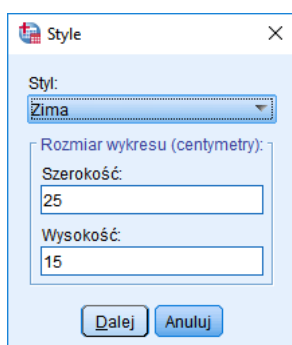 Style
Styl:
Zima
Rozmiar wykresu (centymetry):
Szerokość:
25
Wysokość:
15
Dalej Anuluj